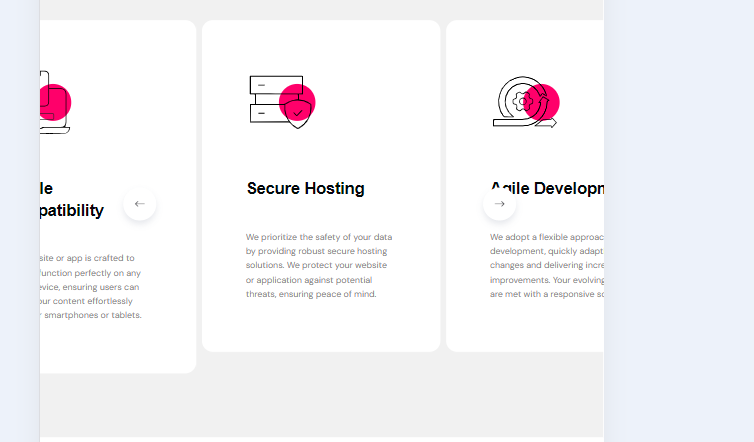 le
patibility
site or app is crafted to
function perfectly on any
evice, ensuring users can
our content effortlessly
smartphones or tablets.
Secure Hosting
We prioritize the safety of your data
by providing robust secure hosting
solutions. We protect your website
or application against potential
threats, ensuring peace of mind.
Agile Developm
We adopt a flexible approac
development, quickly adapt
changes and delivering incre
improvements. Your evolving
are met with a responsive so